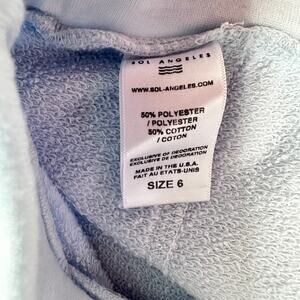 SOL ANGELES
WWW.SOL-ANGELES.COM
50% POLYESTER
/ POLYESTER
50% COTTON
/ COTON
EXCLUSIVE OF DECORATION
EXCLUSIVE DE DECORATION
MADE IN THE U.S.A.
FAIT AU ETATS-UNIS
SIZE 6